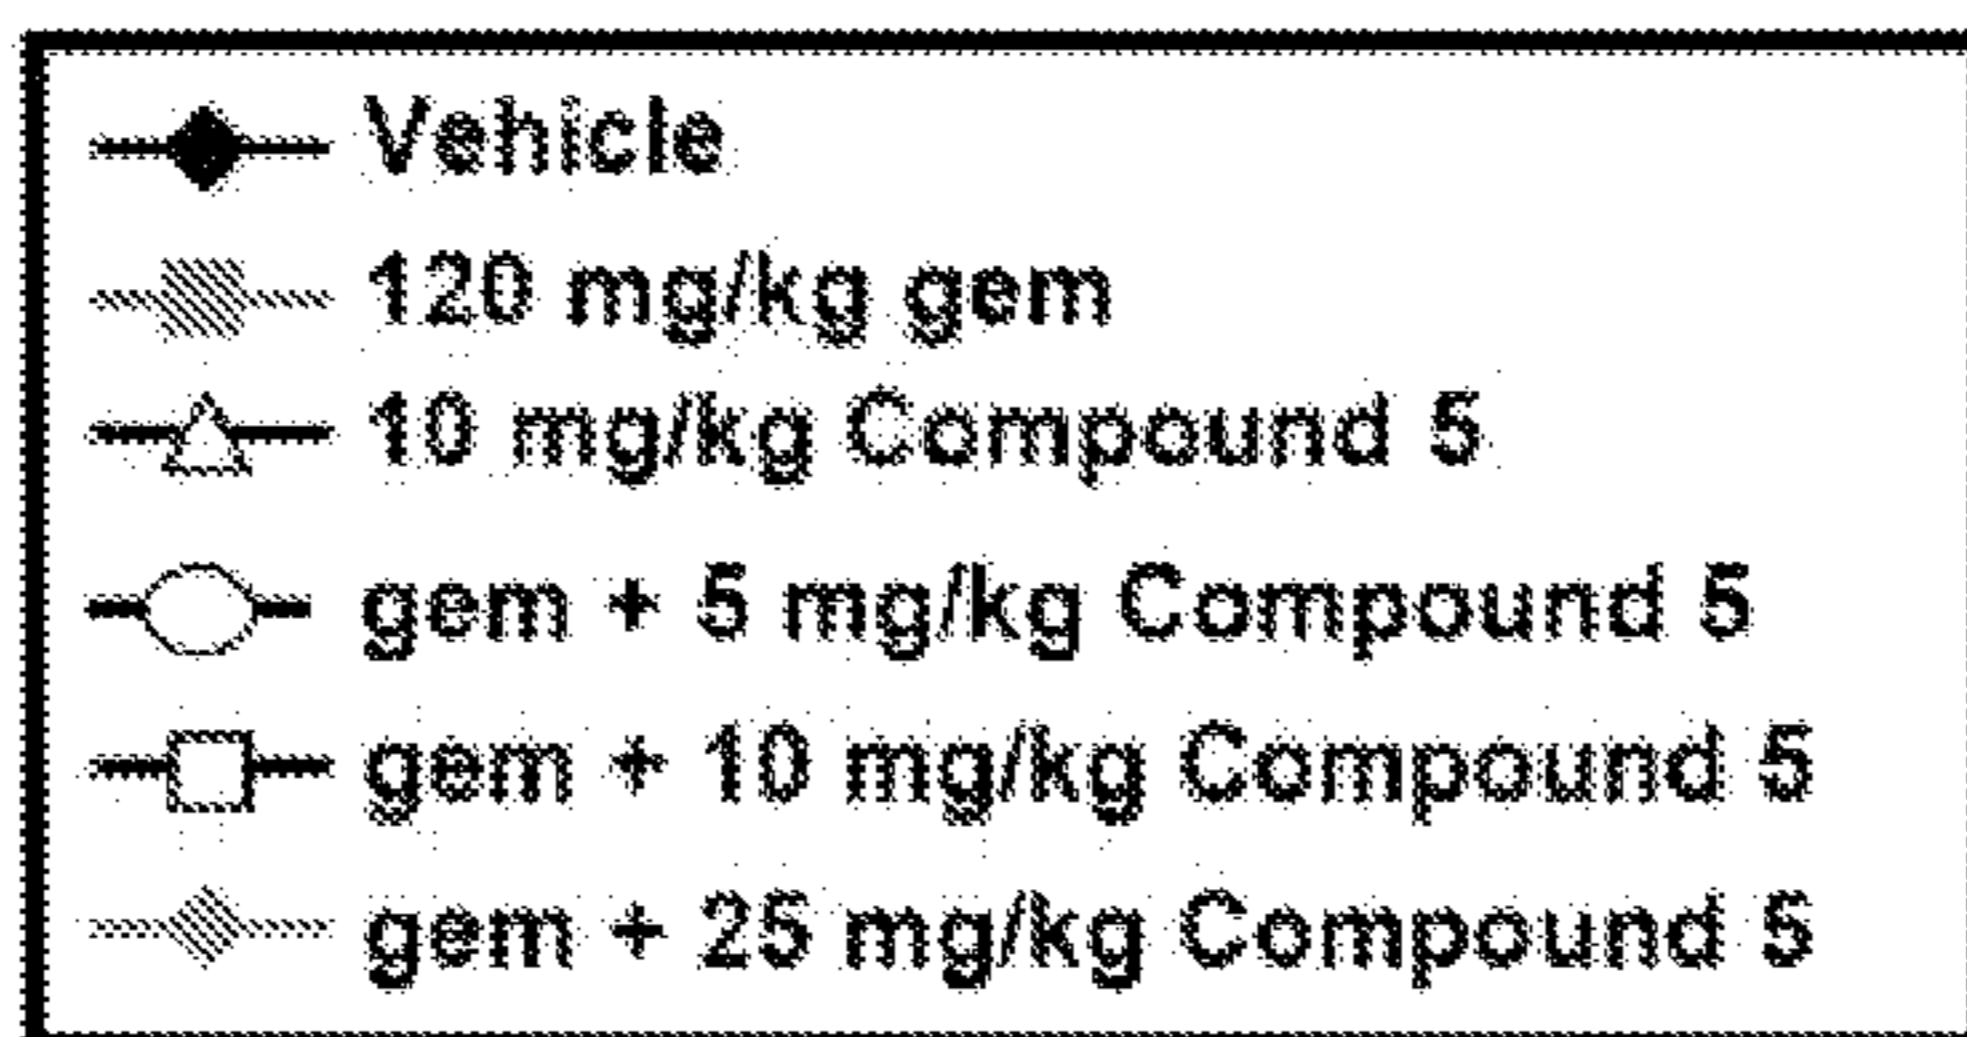 Vehicle
120 mg/kg gem
10 mg/kg Compound 5
gem + 5 mg/kg Compound 5
gem + 10 mg/kg Compound 5
gem + 25 mg/kg Compound 5